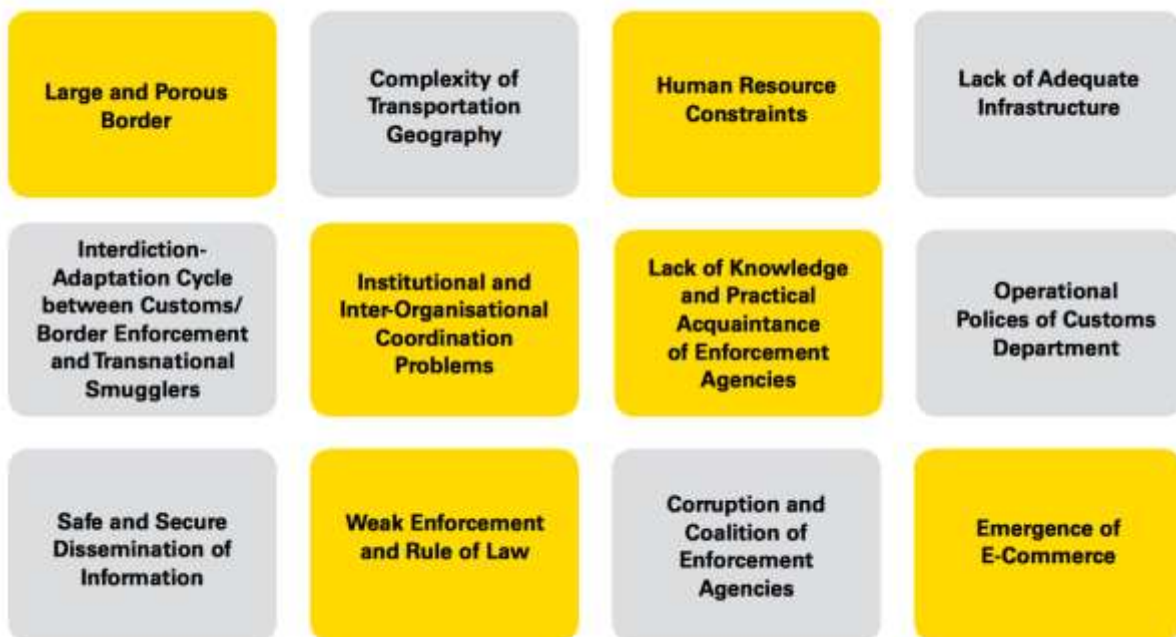 Large and Porous
Border
Complexity of
Transportation
Geography
Human Resource
Constraints
Lack of Adequate
Infrastructure
Interdiction-
Adaptation Cycle
between Customs/
Border Enforcement
and Transnational
Smugglers
Institutional and
Inter-Organisational
Coordination
Problems
Lack of Knowledge
and Practical
Acquaintance
of Enforcement
Agencies
Operational
Polices of Customs
Department
Safe and Secure
Dissemination of
Information
Weak Enforcement
and Rule of Law
Corruption and
Coalition of
Enforcement
Agencies
Emergence of
E-Commerce